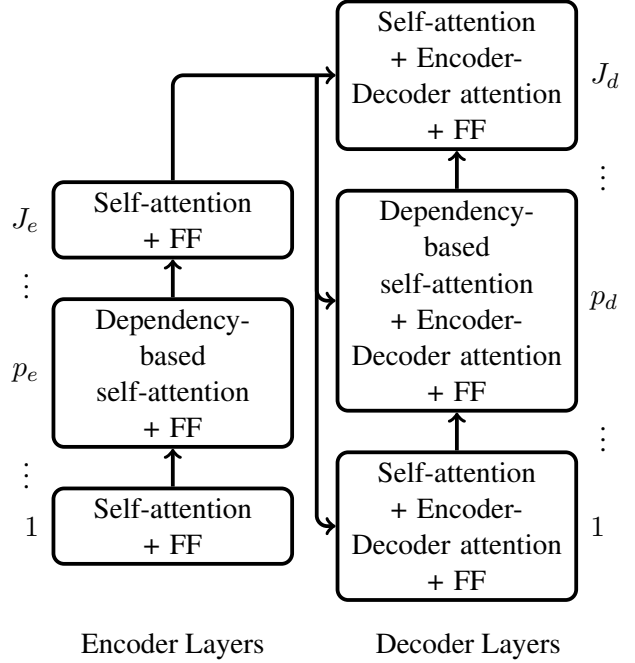 J_e
Self-attention
+ FF
⋮
p_e
Dependency-
based
self-attention
+ FF
⋮
1
Self-attention
+ FF
Encoder Layers
Self-attention
+ Encoder-
Decoder attention
+ FF
J_d
⋮
Dependency-
based
self-attention
+ Encoder-
Decoder attention
+ FF
p_d
⋮
Self-attention
+ Encoder-
Decoder attention
+ FF
1
Decoder Layers